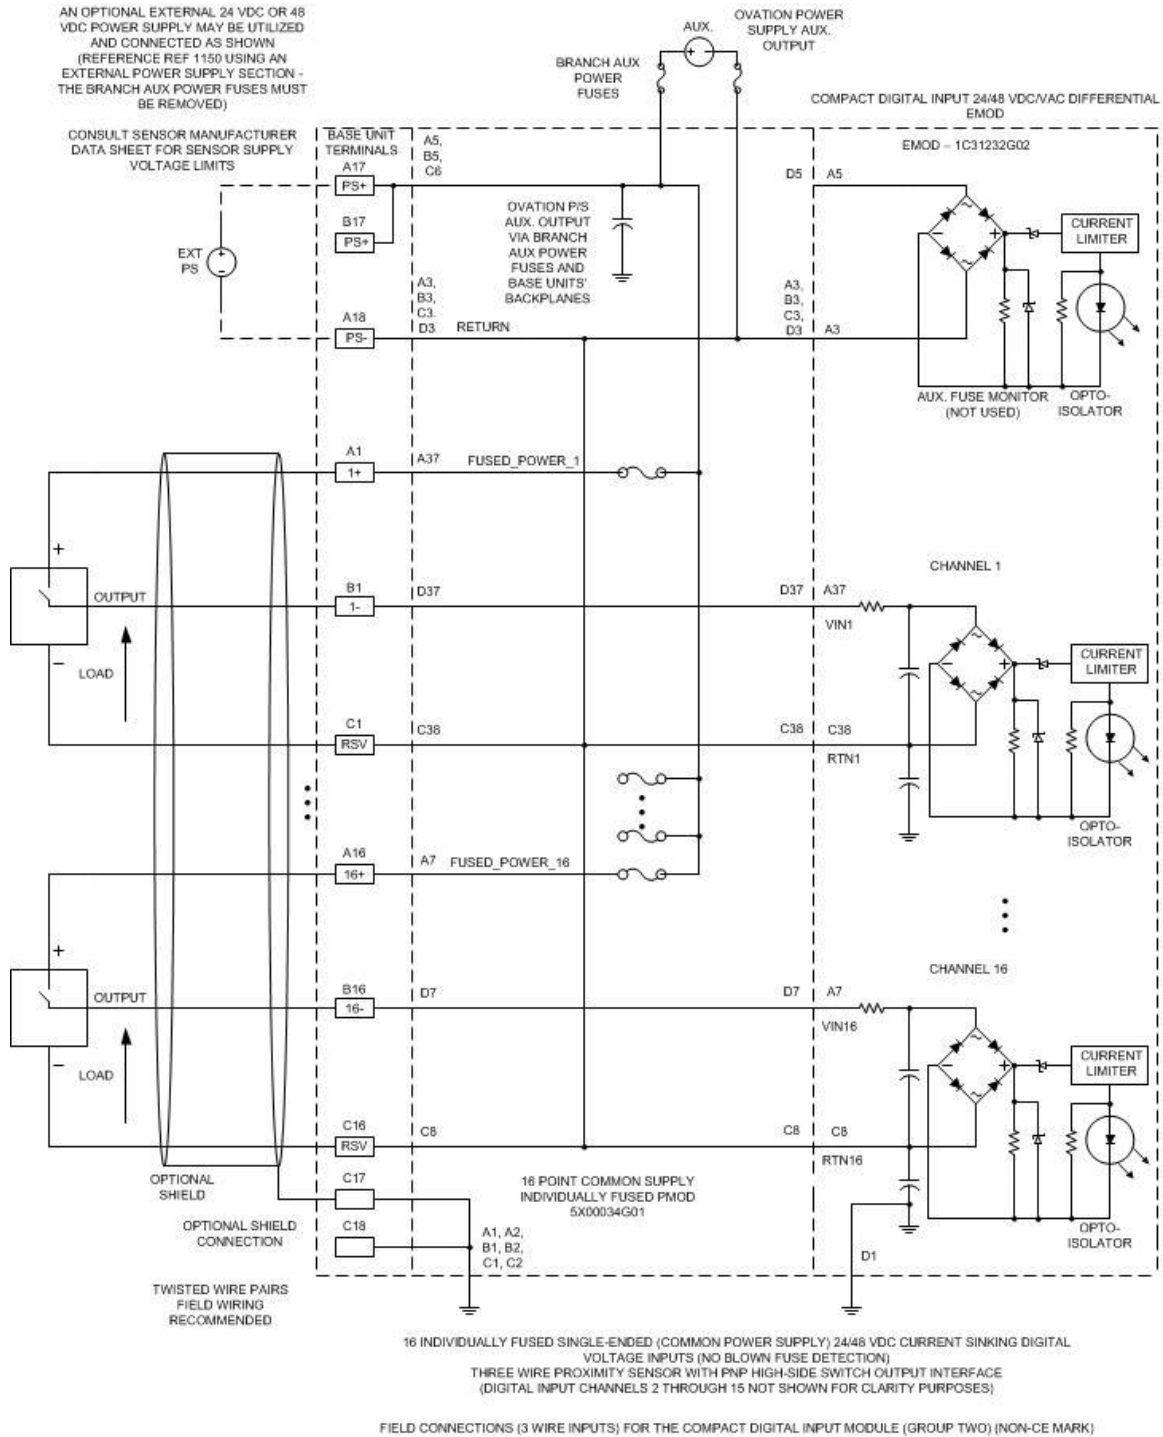 AN OPTIONAL EXTERNAL 24 VDC OR 48
VDC POWER SUPPLY MAY BE UTILIZED
AND CONNECTED AS SHOWN
(REFERENCE REF 1150 USING AN
EXTERNAL POWER SUPPLY SECTION -
THE BRANCH AUX POWER FUSES MUST
BE REMOVED)
CONSULT SENSOR MANUFACTURER
DATA SHEET FOR SENSOR SUPPLY
VOLTAGE LIMITS
AUX.
+ −
OVATION POWER
SUPPLY AUX.
OUTPUT
BRANCH AUX
POWER
FUSES
COMPACT DIGITAL INPUT 24/48 VDC/VAC DIFFERENTIAL
EMOD
EMOD – 1C31232G02
BASE UNIT
TERMINALS
A17
PS+
B17
PS+
A5,
B5,
C6
OVATION P/S
AUX. OUTPUT
VIA BRANCH
AUX POWER
FUSES AND
BASE UNITS'
BACKPLANES
D5 A5
~
− +
~
CURRENT
LIMITER
EXT
PS
+
−
A3,
B3,
C3.
D3 RETURN
A18
PS-
A3,
B3,
C3,
D3 A3
AUX. FUSE MONITOR
(NOT USED)
OPTO-
ISOLATOR
A1
1+
A37 FUSED_POWER_1
+
OUTPUT
−
LOAD
B1
1-
D37
D37 A37
VIN1
CHANNEL 1
~
− +
~
CURRENT
LIMITER
C1
RSV
C38
C38 C38
RTN1
OPTO-
ISOLATOR
A16
16+
A7 FUSED_POWER_16
+
OUTPUT
−
LOAD
B16
16-
D7
D7 A7
VIN16
CHANNEL 16
~
− +
~
CURRENT
LIMITER
C16
RSV
C8
C8 C8
RTN16
OPTO-
ISOLATOR
OPTIONAL
SHIELD
C17
C18
OPTIONAL SHIELD
CONNECTION
A1, A2,
B1, B2,
C1, C2
16 POINT COMMON SUPPLY
INDIVIDUALLY FUSED PMOD
5X00034G01
D1
TWISTED WIRE PAIRS
FIELD WIRING
RECOMMENDED
16 INDIVIDUALLY FUSED SINGLE-ENDED (COMMON POWER SUPPLY) 24/48 VDC CURRENT SINKING DIGITAL
VOLTAGE INPUTS (NO BLOWN FUSE DETECTION)
THREE WIRE PROXIMITY SENSOR WITH PNP HIGH-SIDE SWITCH OUTPUT INTERFACE
(DIGITAL INPUT CHANNELS 2 THROUGH 15 NOT SHOWN FOR CLARITY PURPOSES)
FIELD CONNECTIONS (3 WIRE INPUTS) FOR THE COMPACT DIGITAL INPUT MODULE (GROUP TWO) (NON-CE MARK)